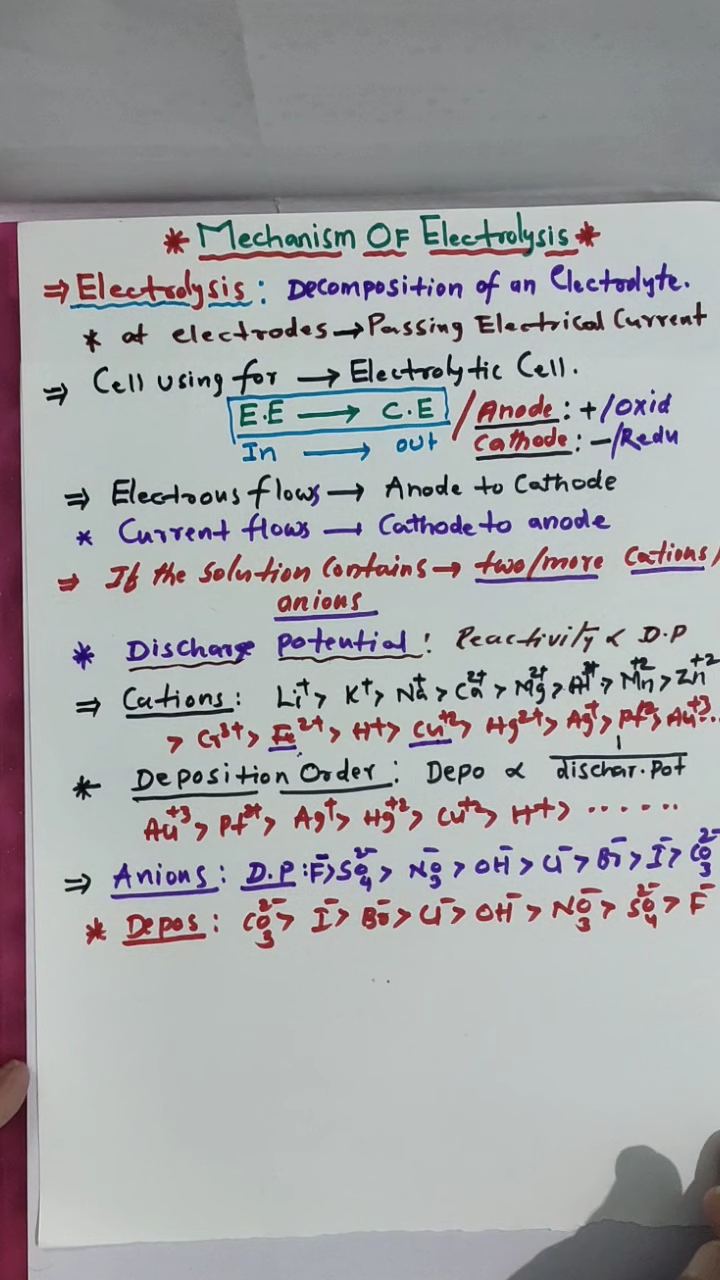 * Mechanism OF Electrolysis *
⇒ Electrolysis : Decomposition of an Electrolyte.
* at electrodes → Passing Electrical Current
⇒ Cell using for → Electrolytic Cell.
E.E → C.E / Anode : + / Oxid
In → out Cathode : - / Redu
⇒ Electrons flows → Anode to Cathode
* Current flows → Cathode to anode
⇒ If the solution Contains → two/more Cations/
anions
* Discharge Potential : Reactivity ∝ D.P
⇒ Cations : Li⁺ > K⁺ > Na⁺ > Ca²⁺ > Mg²⁺ > Al³⁺ > Mn⁺² > Zn⁺²
> Cr³⁺ > Fe²⁺ > H⁺ > Cu⁺² > Hg²⁺ > Ag⁺ > Pt⁺² > Au⁺³...
* Deposition Order : Depo ∝ 1 / dischar.pot
Au⁺³ > Pt²⁺ > Ag⁺ > Hg⁺² > Cu⁺² > H⁺ > ......
⇒ Anions : D.P : F⁻ > SO₄²⁻ > NO₃⁻ > OH⁻ > Cl⁻ > Br⁻ > I⁻ > CO₃²⁻
* Depos : CO₃²⁻ > I⁻ > Br⁻ > Cl⁻ > OH⁻ > NO₃⁻ > SO₄²⁻ > F⁻